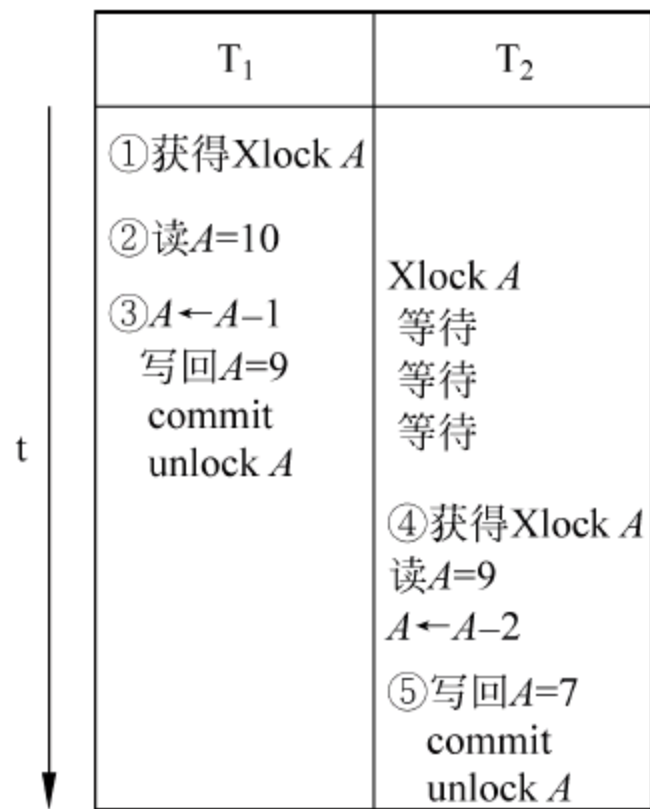 T₁
T₂
①获得Xlock A
②读A=10
③A←A–1
写回A=9
commit
unlock A
Xlock A
等待
等待
等待
④获得Xlock A
读A=9
A←A–2
⑤写回A=7
commit
unlock A
t